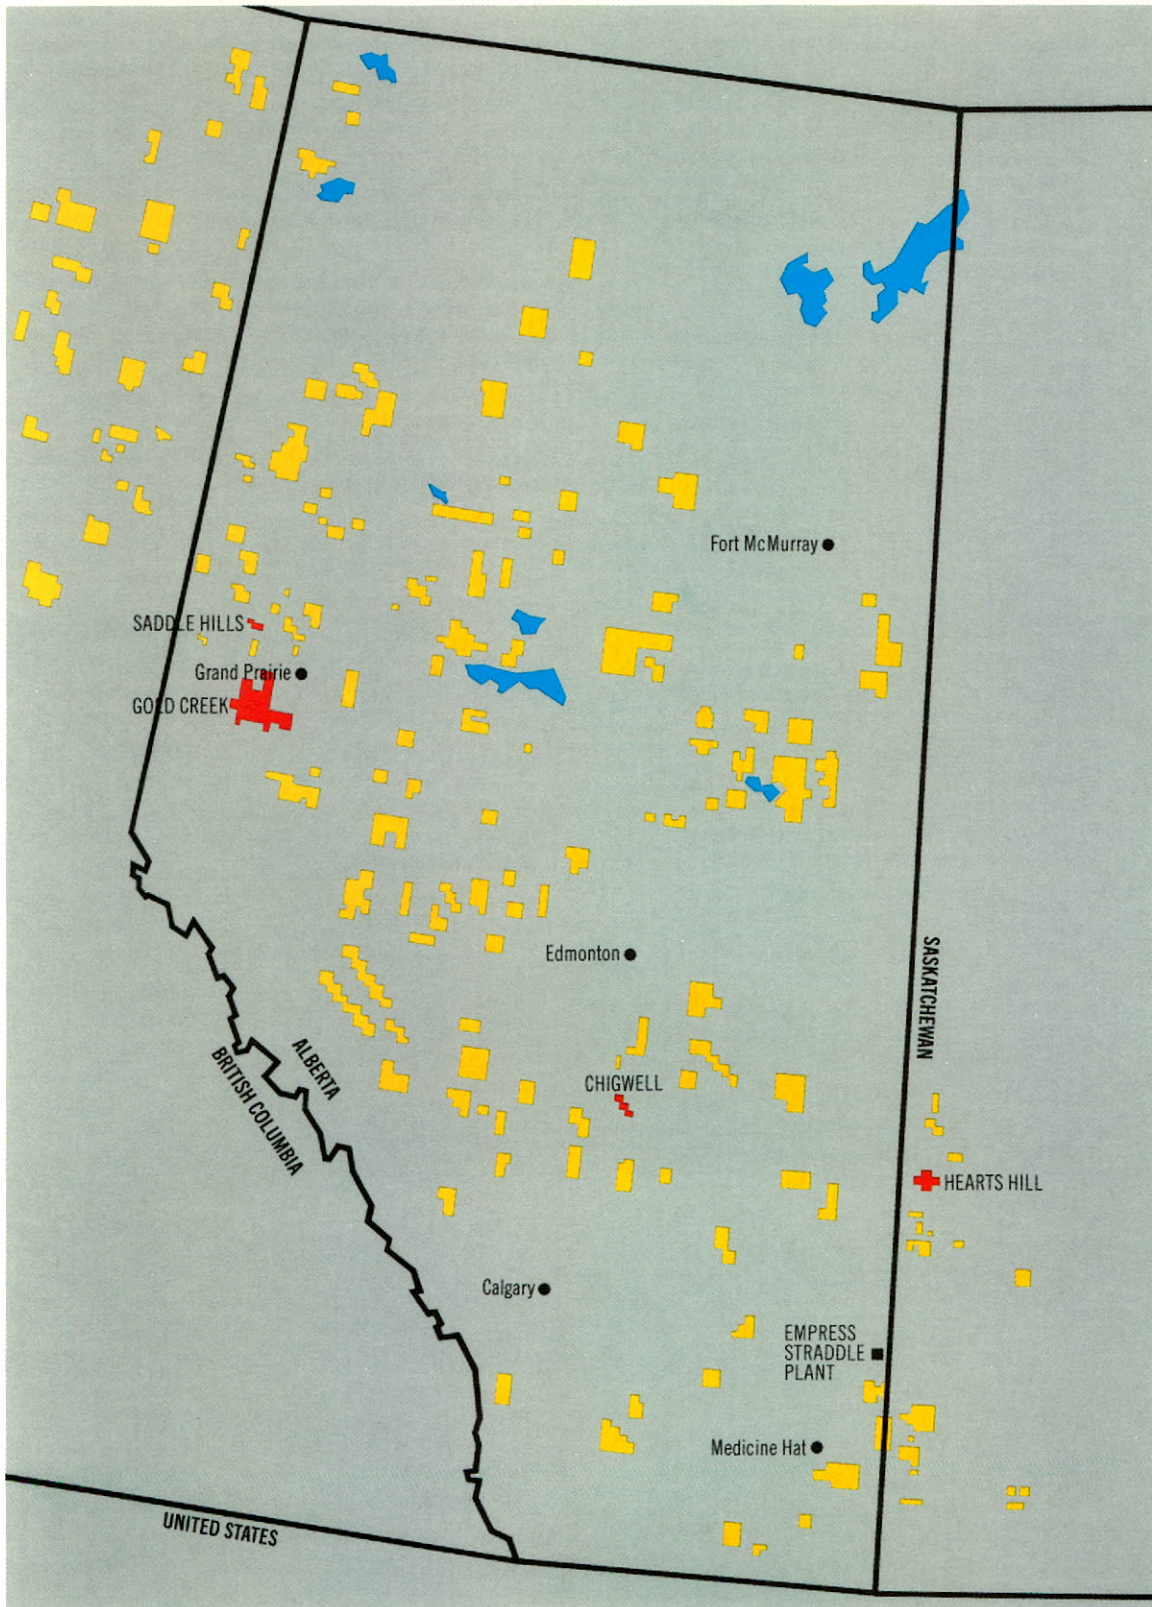 Fort McMurray
SADDLE HILLS
Grand Prairie
GOLD CREEK
Edmonton
SASKATCHEWAN
ALBERTA
BRITISH COLUMBIA
CHIGWELL
HEARTS HILL
Calgary
EMPRESS
STRADDLE
PLANT
Medicine Hat
UNITED STATES